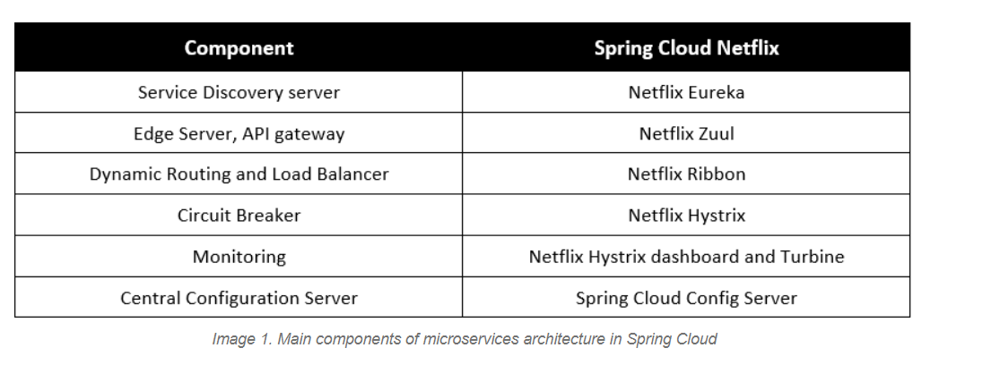 Component Spring Cloud Netflix
Service Discovery server Netflix Eureka
Edge Server, API gateway Netflix Zuul
Dynamic Routing and Load Balancer Netflix Ribbon
Circuit Breaker Netflix Hystrix
Monitoring Netflix Hystrix dashboard and Turbine
Central Configuration Server Spring Cloud Config Server
Image 1. Main components of microservices architecture in Spring Cloud